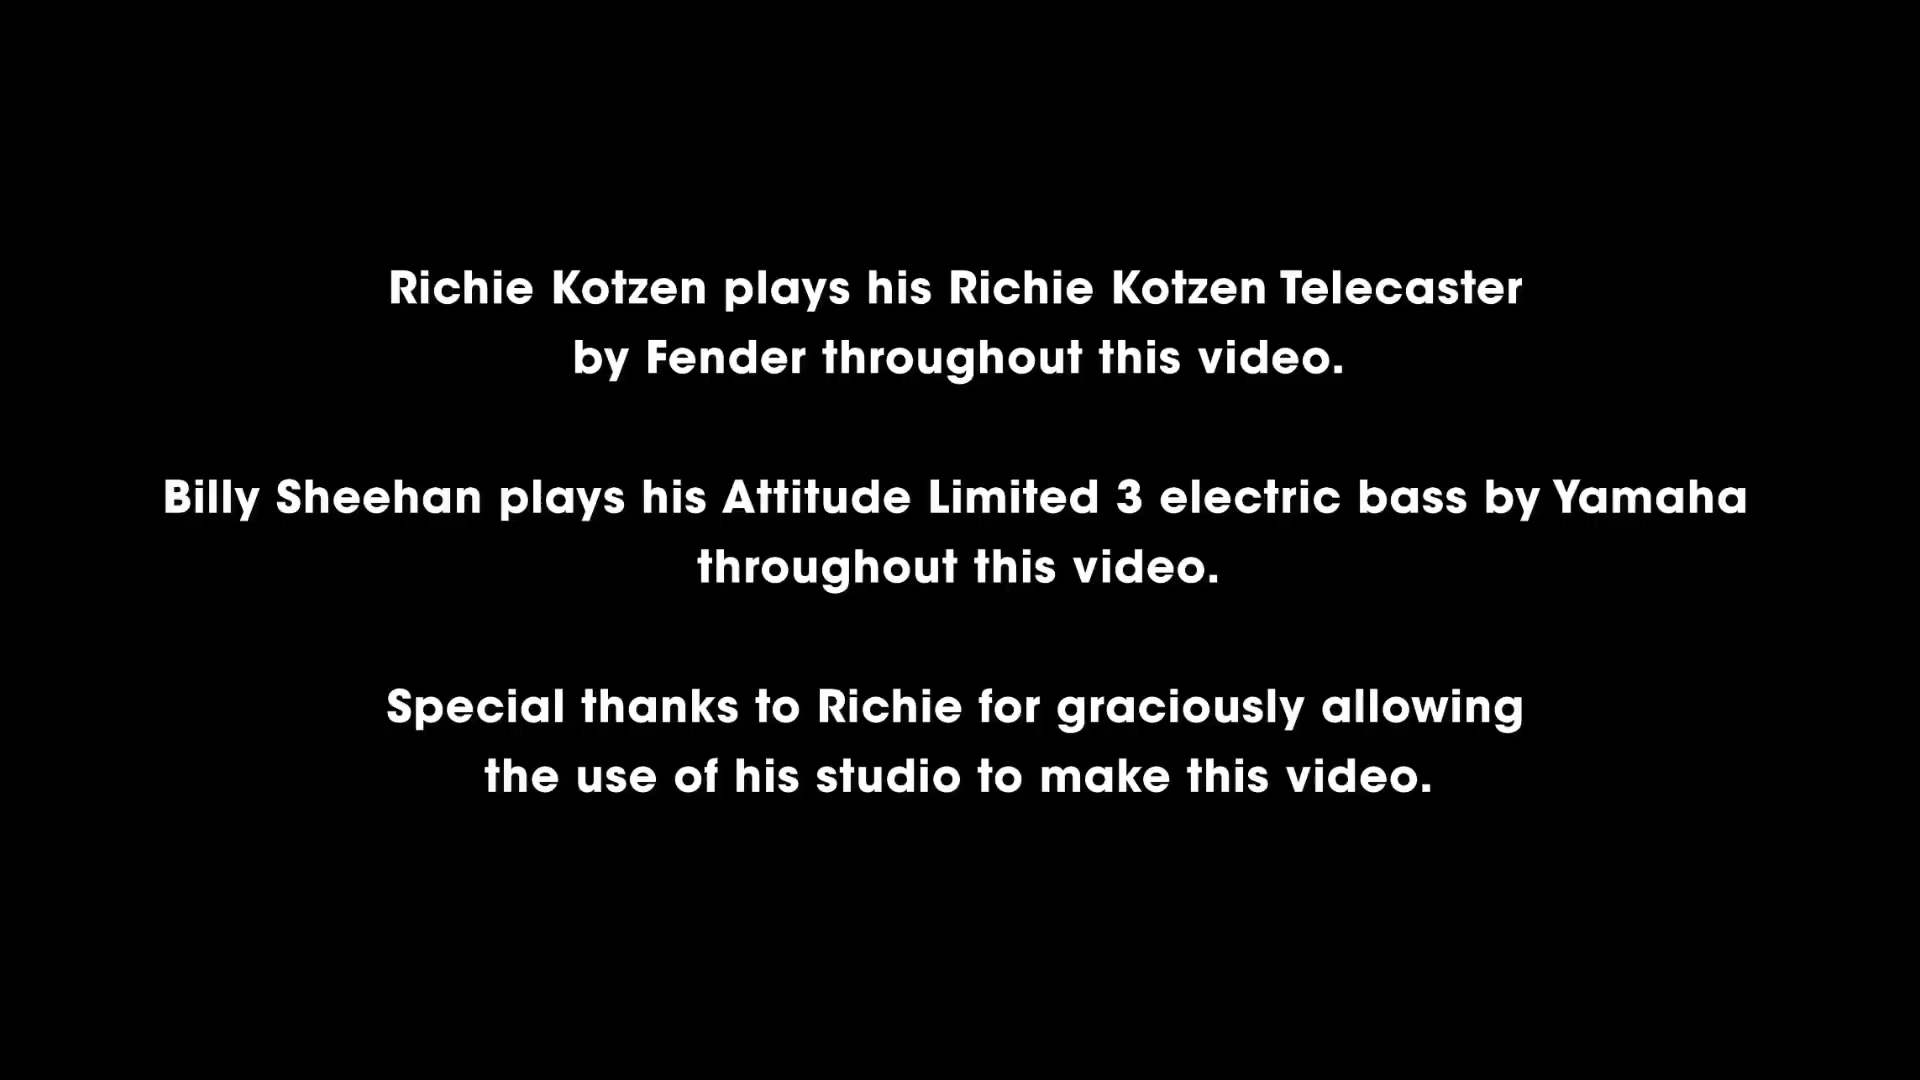 Richie Kotzen plays his Richie Kotzen Telecaster
by Fender throughout this video.
Billy Sheehan plays his Attitude Limited 3 electric bass by Yamaha
throughout this video.
Special thanks to Richie for graciously allowing
the use of his studio to make this video.